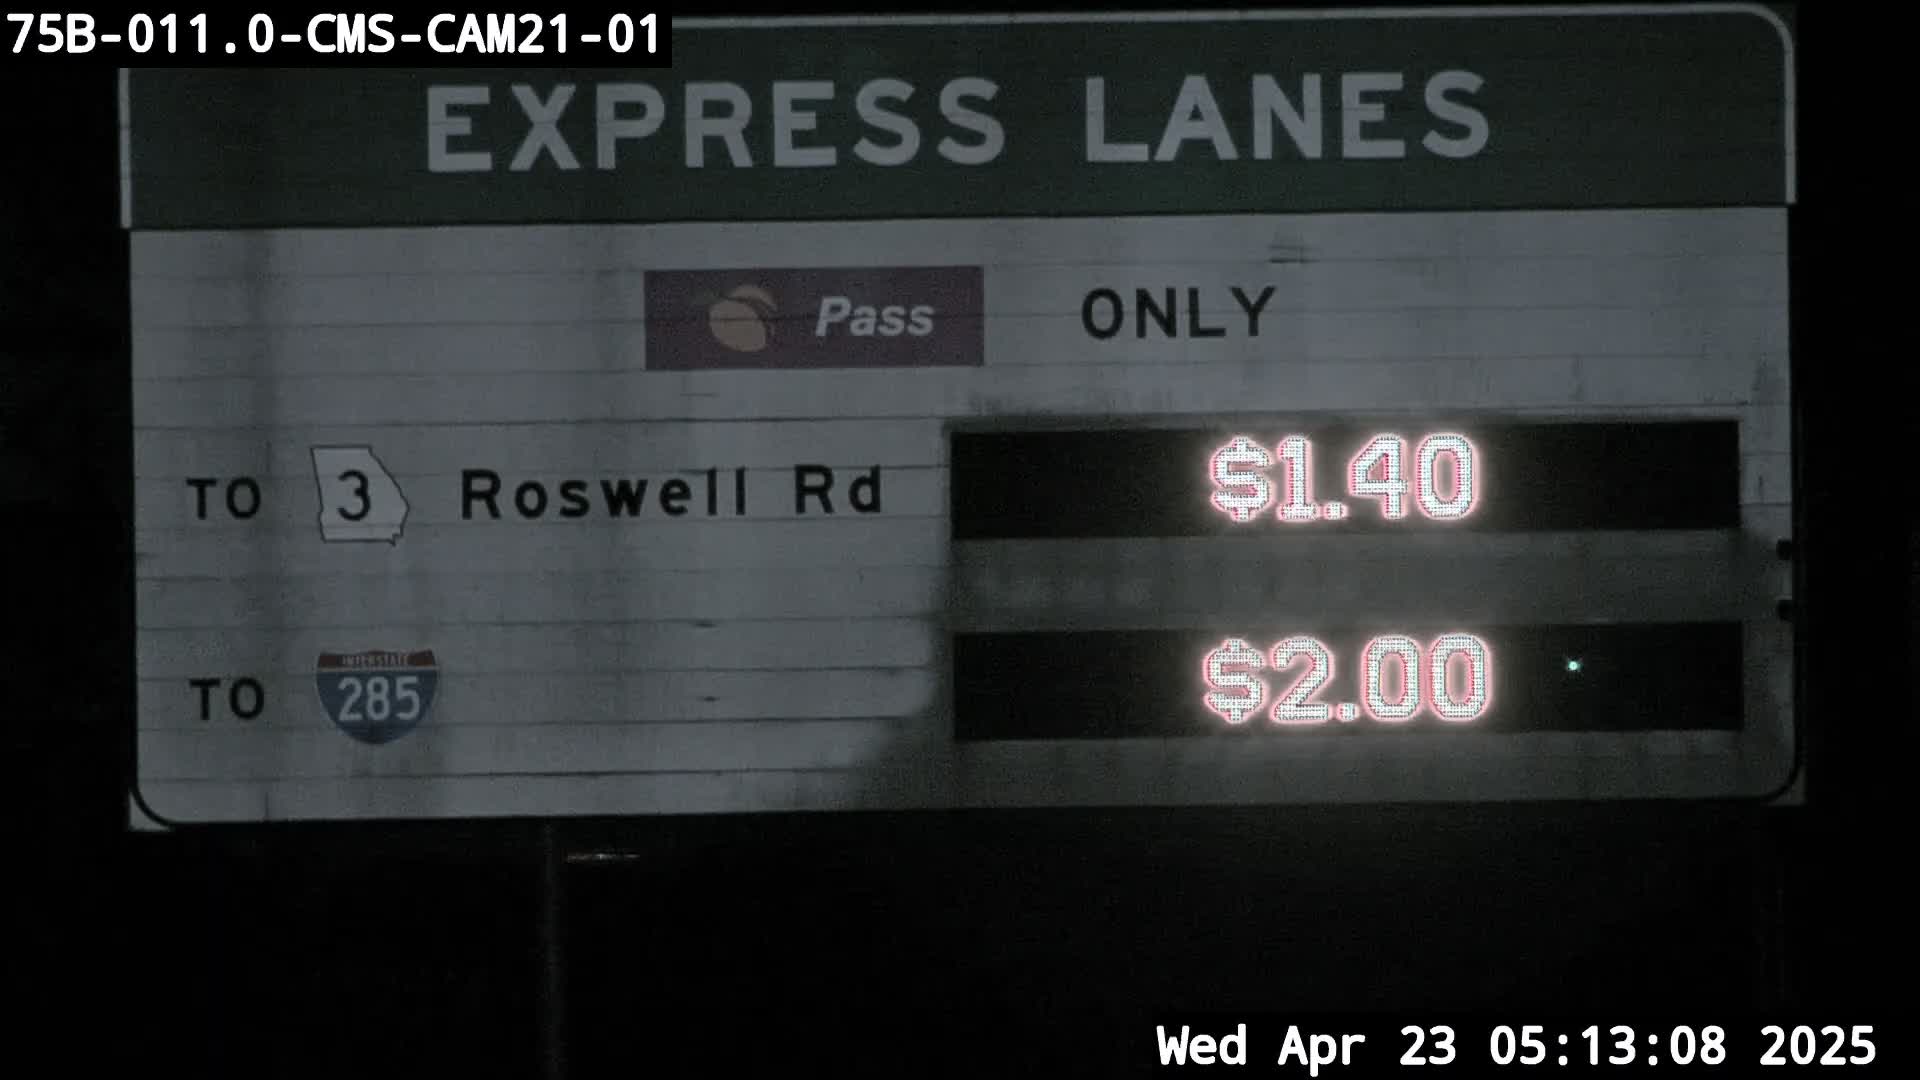 75B-011.0-CMS-CAM21-01
EXPRESS LANES
Pass ONLY
TO 3 Roswell Rd $1.40
INTERSTATE
TO 285 $2.00
Wed Apr 23 05:13:08 2025